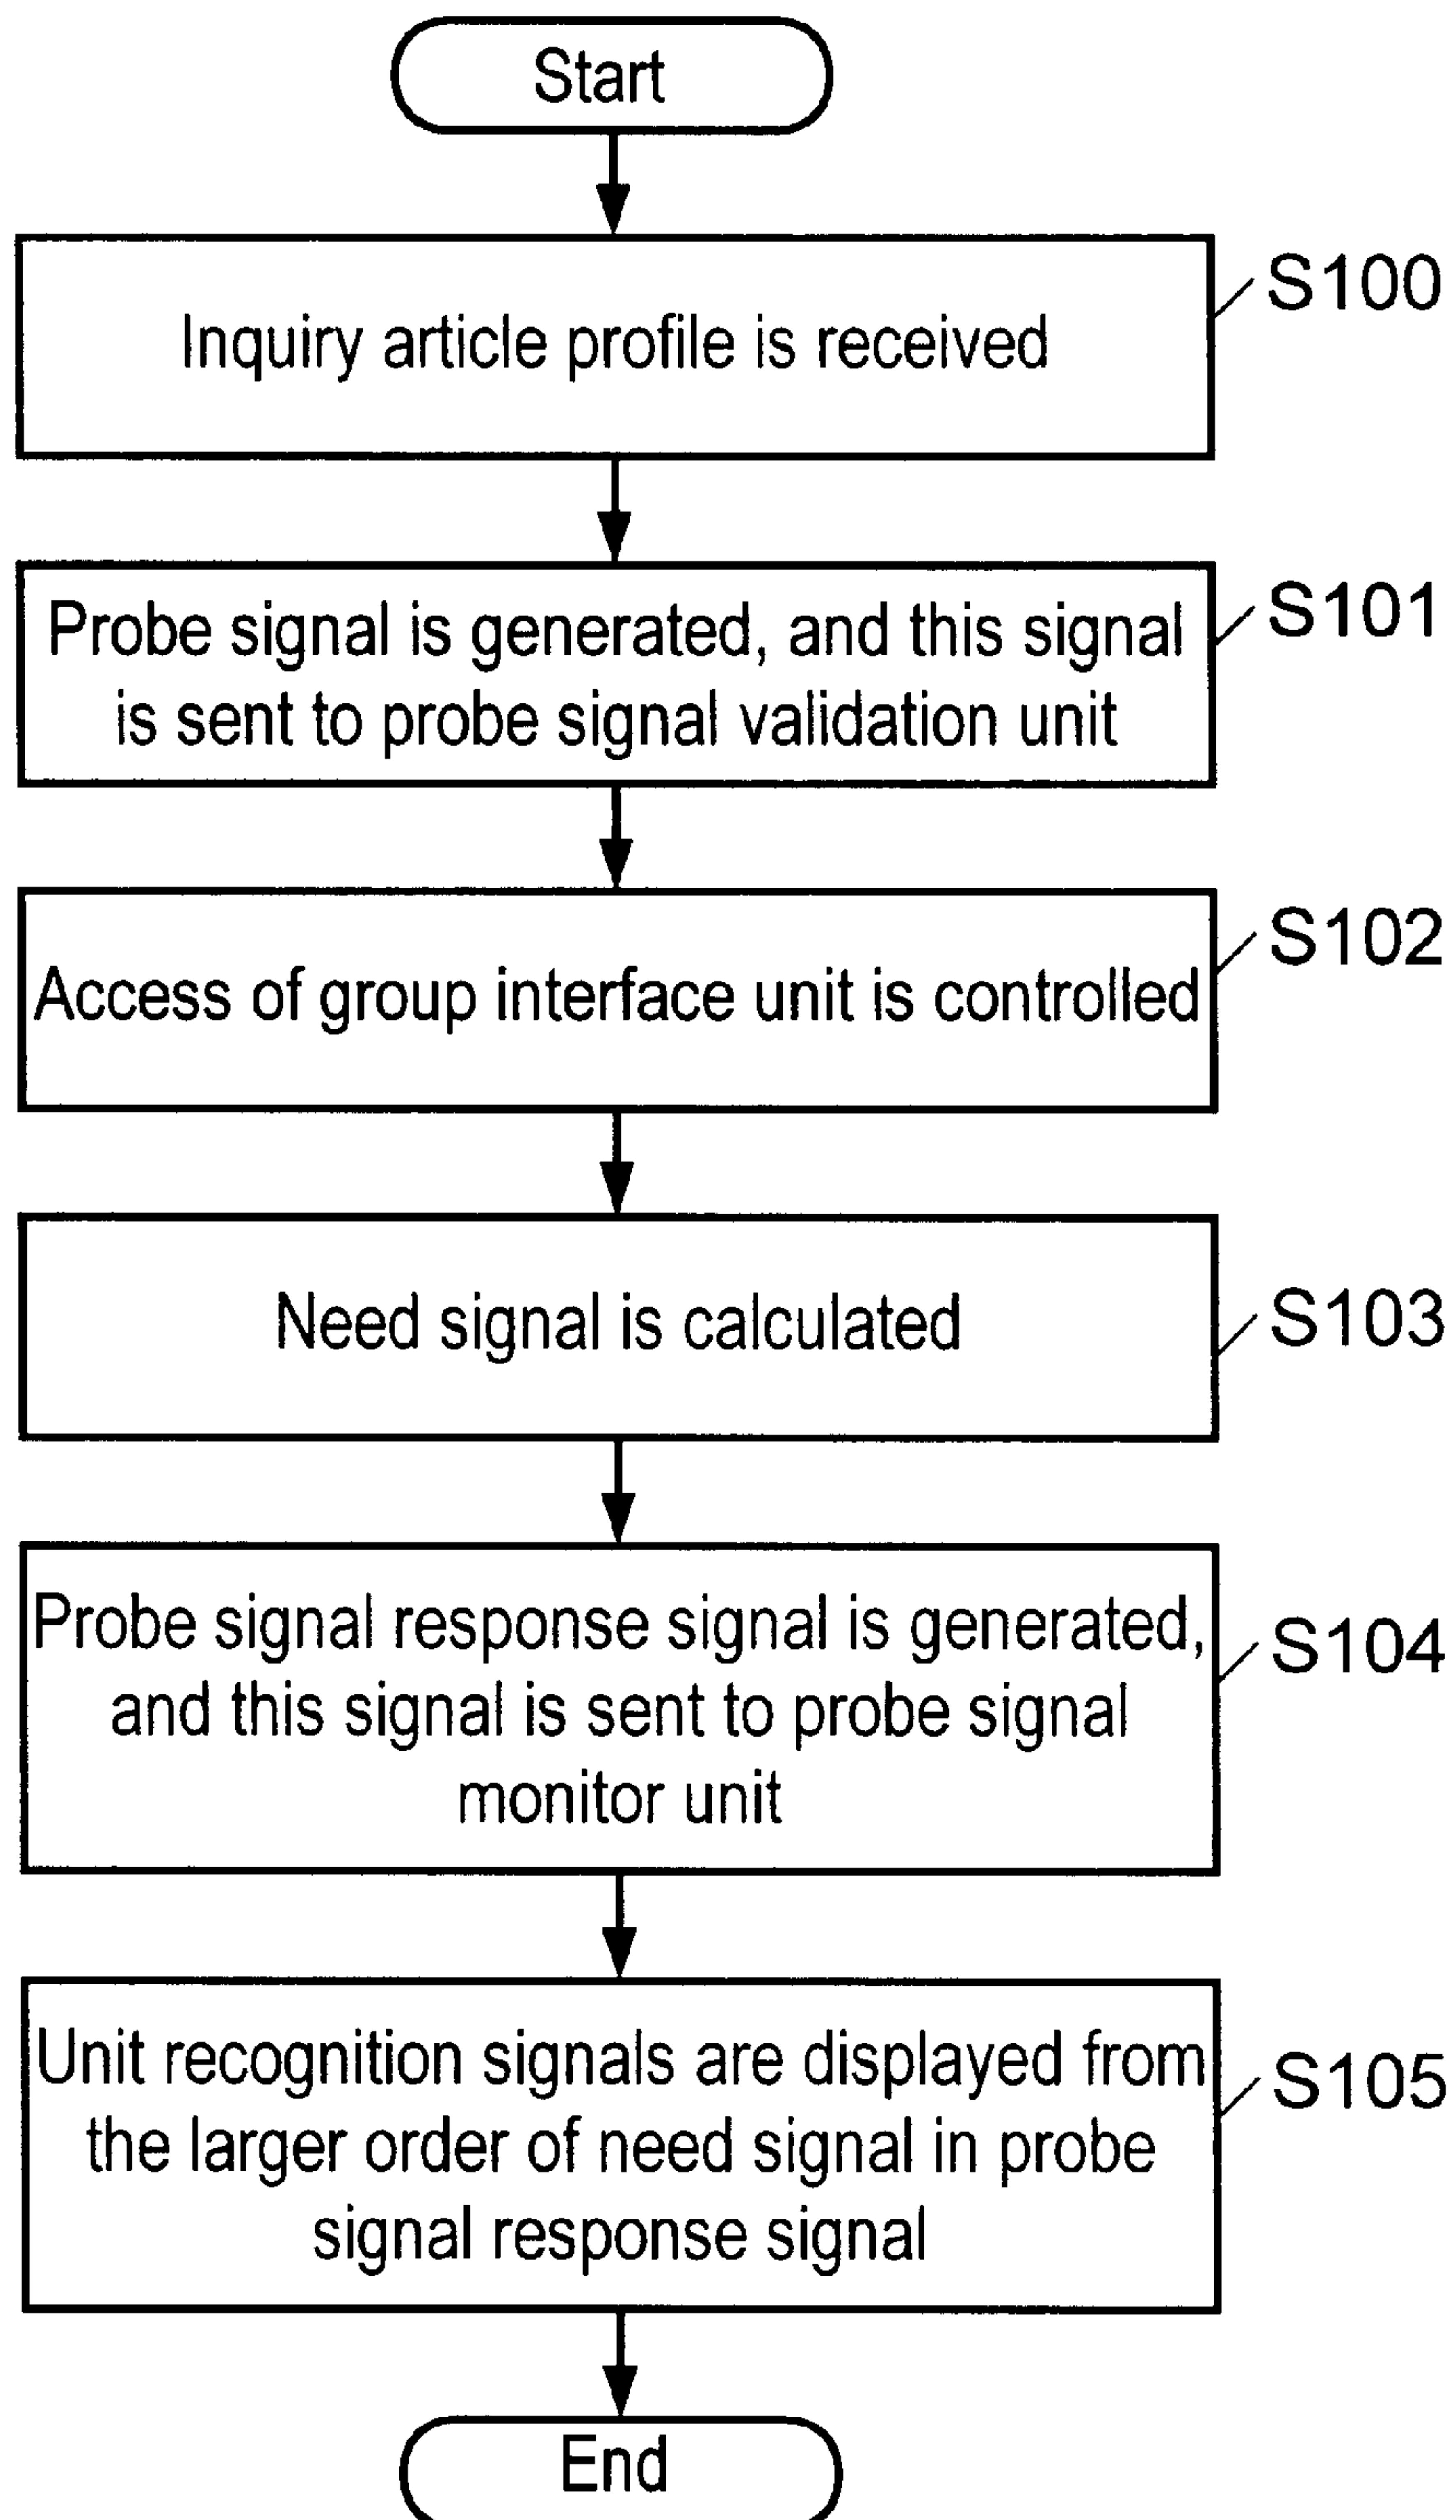 Start
S100
Inquiry article profile is received
S101
Probe signal is generated, and this signal
is sent to probe signal validation unit
S102
Access of group interface unit is controlled
S103
Need signal is calculated
S104
Probe signal response signal is generated,
and this signal is sent to probe signal
monitor unit
S105
Unit recognition signals are displayed from
the larger order of need signal in probe
signal response signal
End